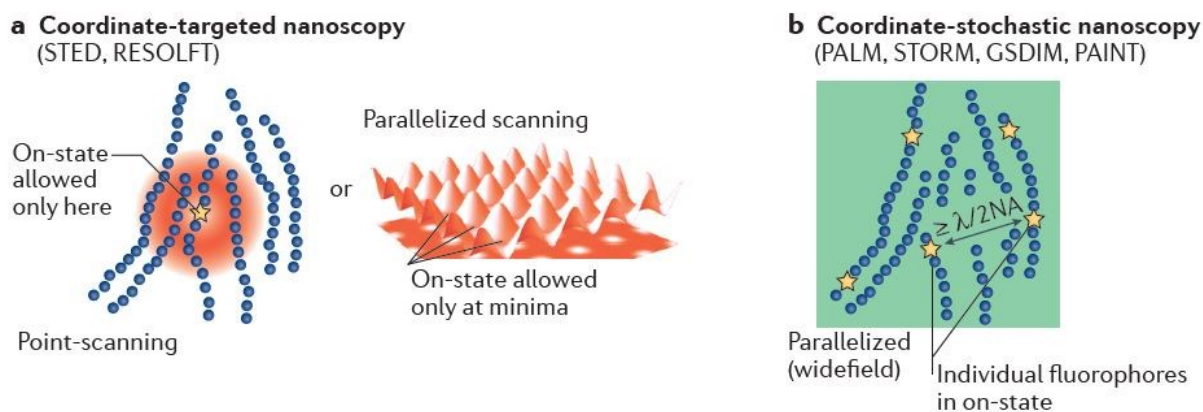 a Coordinate-targeted nanoscopy
(STED, RESOLFT)
On-state
allowed
only here
Point-scanning
or
Parallelized scanning
On-state allowed
only at minima
b Coordinate-stochastic nanoscopy
(PALM, STORM, GSDIM, PAINT)
≥ λ/2NA
Parallelized
(widefield)
Individual fluorophores
in on-state